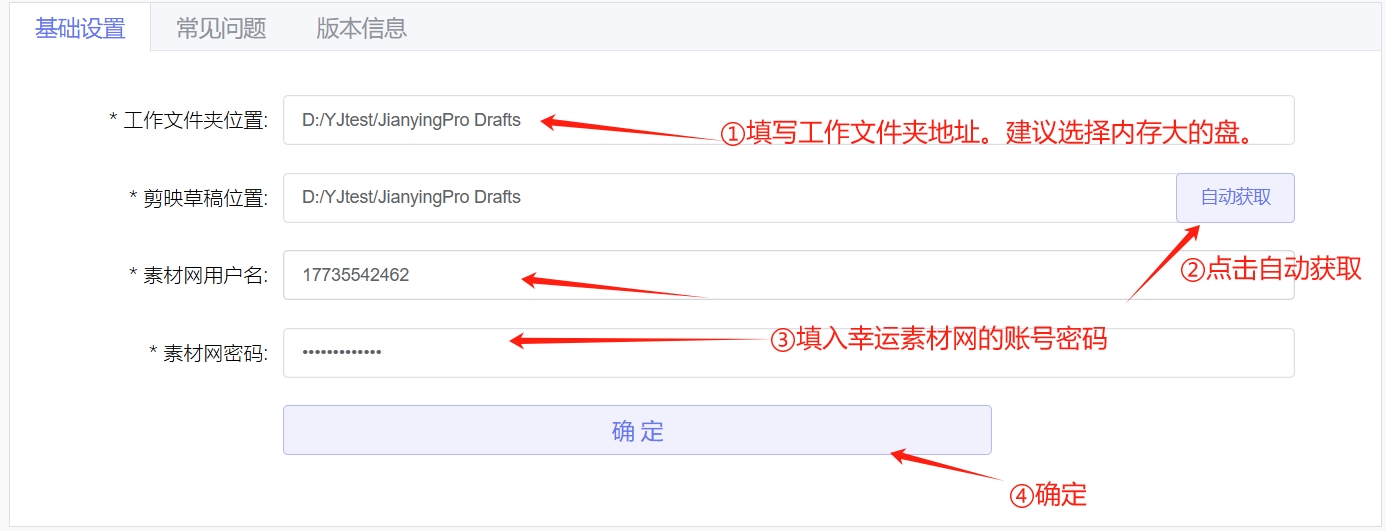 基础设置 常见问题 版本信息
* 工作文件夹位置: D:/YJtest/JianyingPro Drafts
①填写工作文件夹地址。建议选择内存大的盘。
* 剪映草稿位置: D:/YJtest/JianyingPro Drafts 自动获取
②点击自动获取
* 素材网用户名: 17735542462
③填入幸运素材网的账号密码
* 素材网密码: •••••••••••••
确 定
④确定